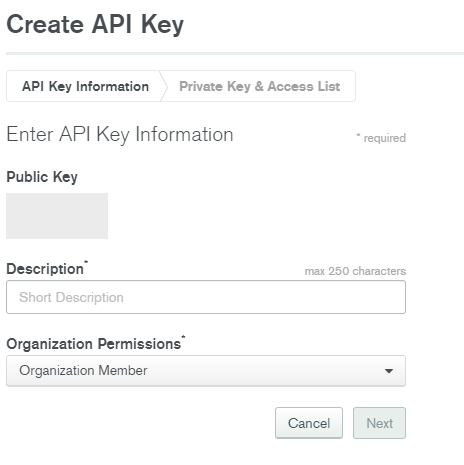 Create API Key
API Key Information Private Key & Access List
Enter API Key Information * required
Public Key
Description* max 250 characters
Short Description
Organization Permissions*
Organization Member
Cancel Next